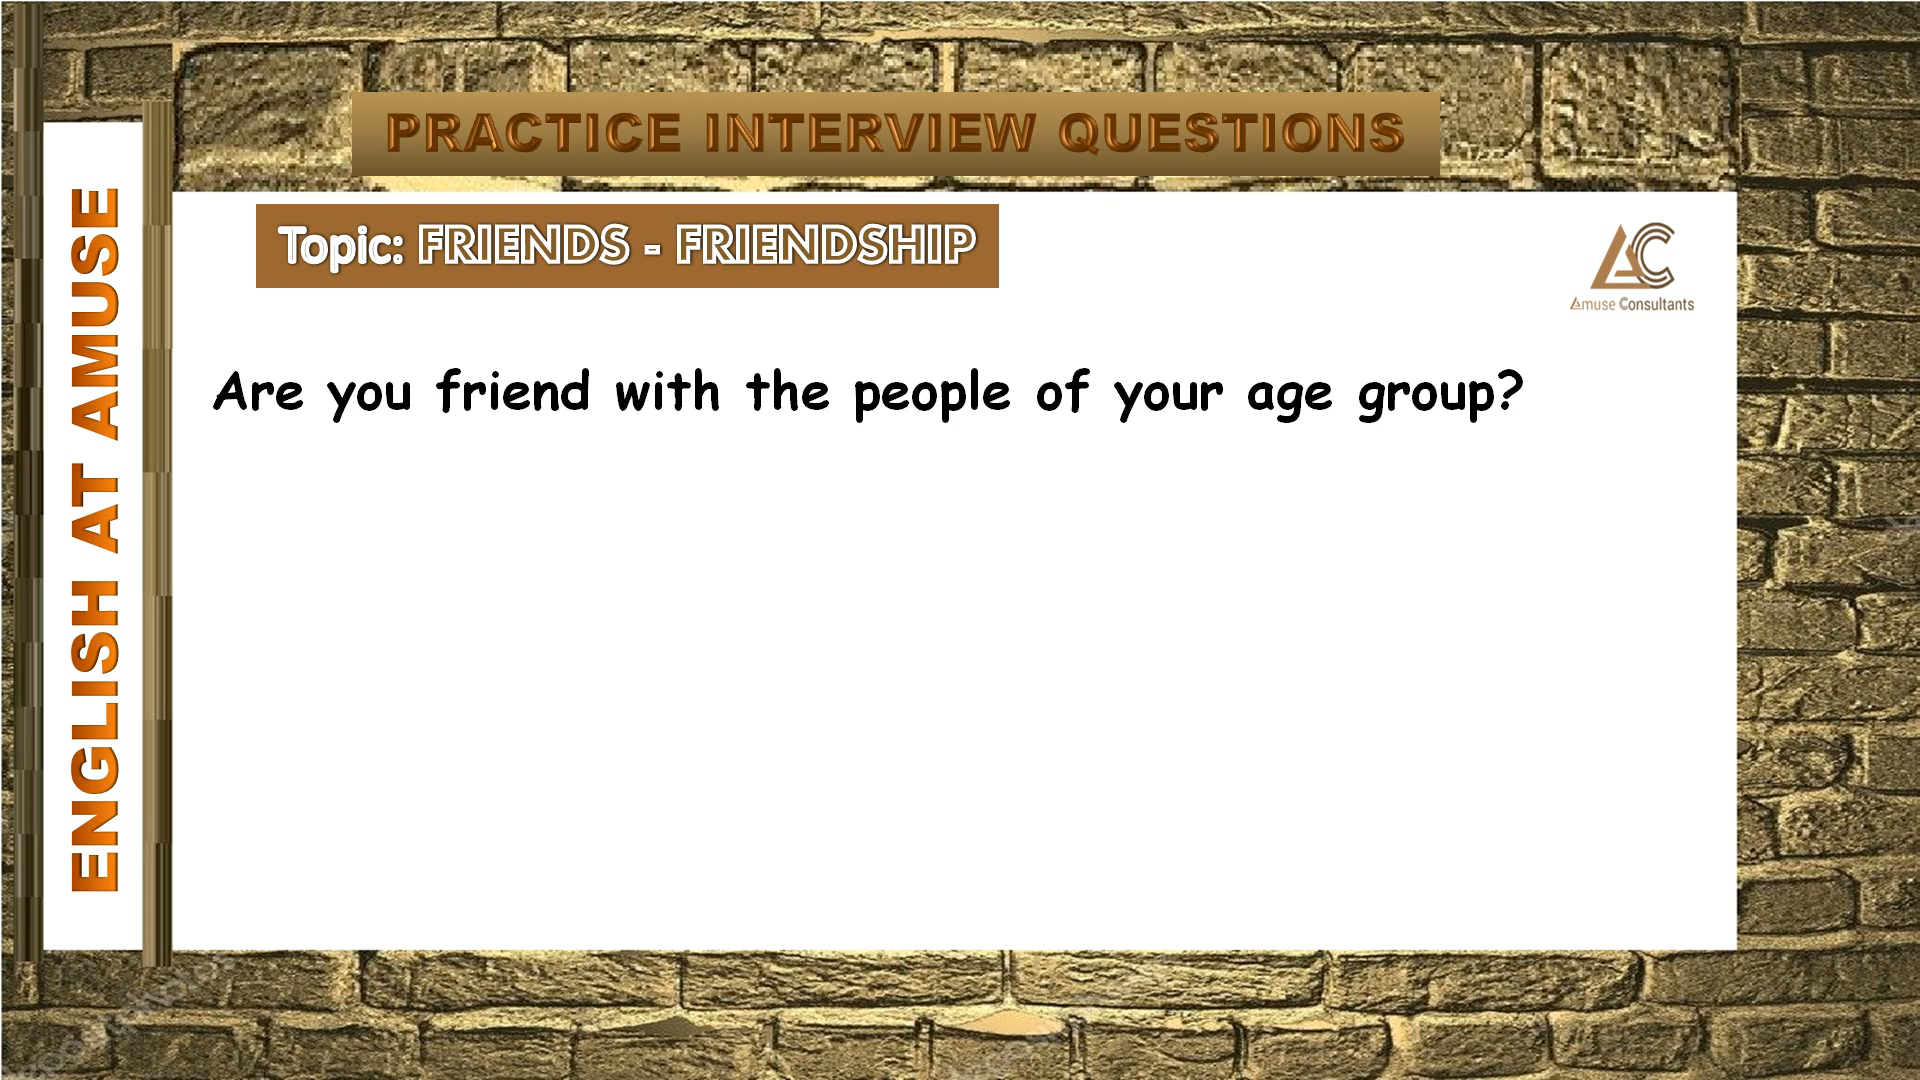 PRACTICE INTERVIEW QUESTIONS
Topic: FRIENDS - FRIENDSHIP
AC
Amuse Consultants
ENGLISH AT AMUSE
Are you friend with the people of your age group?